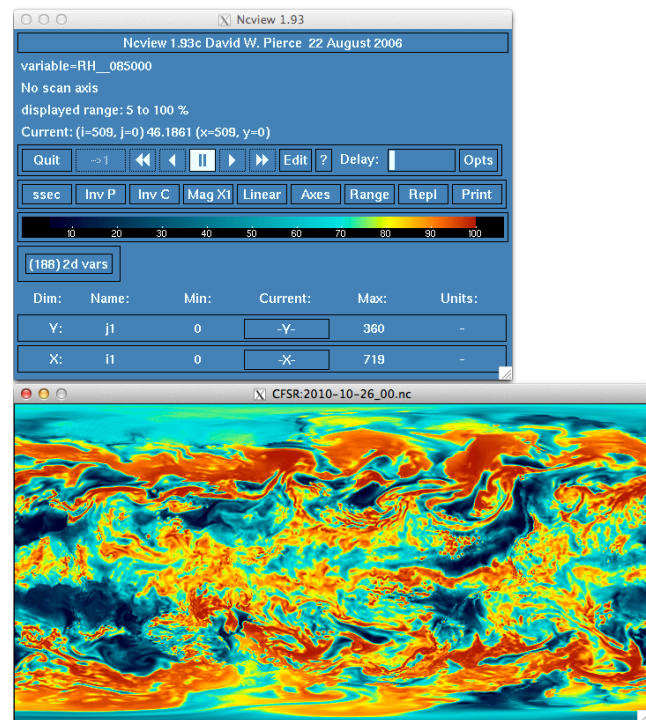 Ncview 1.93
Ncview 1.93c David W. Pierce 22 August 2006
variable=RH__085000
No scan axis
displayed range: 5 to 100 %
Current: (i=509, j=0) 46.1861 (x=509, y=0)
Quit -->1 Edit ? Delay: Opts
ssec Inv P Inv C Mag X1 Linear Axes Range Repl Print
10 20 30 40 50 60 70 80 90 100
(188) 2d vars
Dim: Name: Min: Current: Max: Units:
Y: j1 0 -Y- 360 -
X: i1 0 -X- 719 -
CFSR:2010-10-26_00.nc